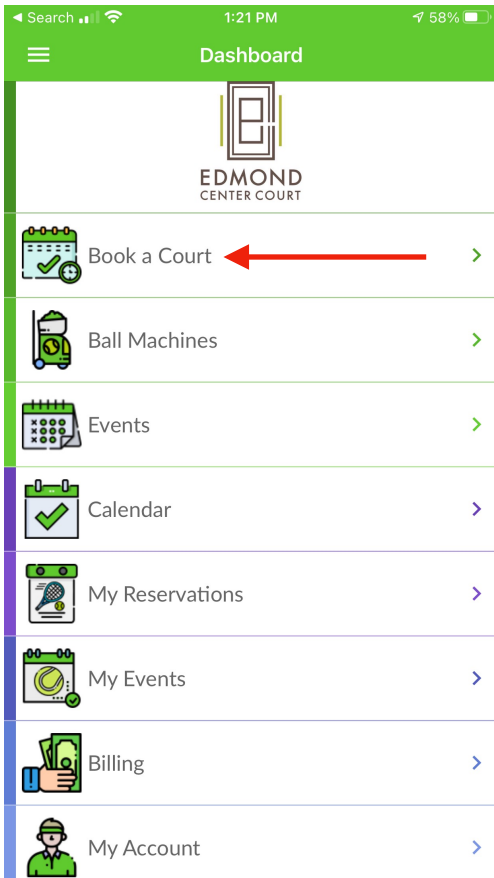 Search
1:21 PM
58%
Dashboard
EDMOND
CENTER COURT
Book a Court
Ball Machines
Events
Calendar
My Reservations
My Events
Billing
My Account